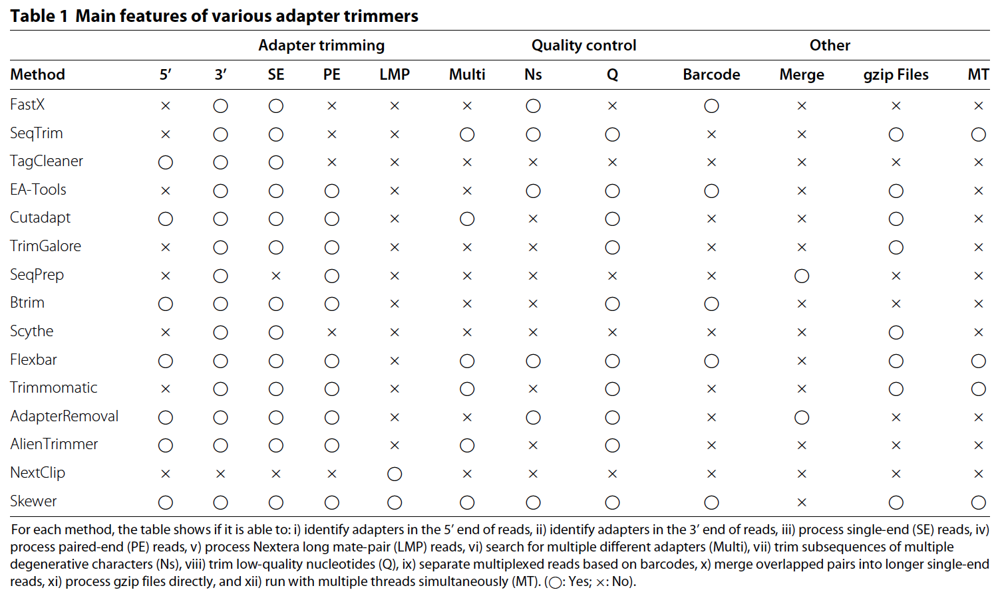 Table 1 Main features of various adapter trimmers
Adapter trimming Quality control Other
Method 5′ 3′ SE PE LMP Multi Ns Q Barcode Merge gzip Files MT
FastX × ◯ ◯ × × × ◯ × ◯ × × ×
SeqTrim × ◯ ◯ × × ◯ ◯ ◯ × × ◯ ◯
TagCleaner ◯ ◯ ◯ × × × × × × × × ×
EA-Tools × ◯ ◯ ◯ × × ◯ ◯ ◯ × ◯ ×
Cutadapt ◯ ◯ ◯ ◯ × ◯ × ◯ × × ◯ ×
TrimGalore × ◯ ◯ ◯ × × × ◯ × × ◯ ×
SeqPrep × ◯ × ◯ × × × × × ◯ × ×
Btrim ◯ ◯ ◯ ◯ × × × ◯ ◯ × × ×
Scythe × ◯ ◯ × × × × × × × ◯ ×
Flexbar ◯ ◯ ◯ ◯ × ◯ ◯ ◯ ◯ × ◯ ◯
Trimmomatic × ◯ ◯ ◯ × ◯ × ◯ × × ◯ ◯
AdapterRemoval ◯ ◯ ◯ ◯ × × ◯ ◯ × ◯ × ×
AlienTrimmer ◯ ◯ ◯ ◯ × ◯ × ◯ × × × ×
NextClip × × × × ◯ × × × × × × ×
Skewer ◯ ◯ ◯ ◯ ◯ ◯ ◯ ◯ ◯ × ◯ ◯
For each method, the table shows if it is able to: i) identify adapters in the 5′ end of reads, ii) identify adapters in the 3′ end of reads, iii) process single-end (SE) reads, iv)
process paired-end (PE) reads, v) process Nextera long mate-pair (LMP) reads, vi) search for multiple different adapters (Multi), vii) trim subsequences of multiple
degenerative characters (Ns), viii) trim low-quality nucleotides (Q), ix) separate multiplexed reads based on barcodes, x) merge overlapped pairs into longer single-end
reads, xi) process gzip files directly, and xii) run with multiple threads simultaneously (MT). (◯: Yes; ×: No).